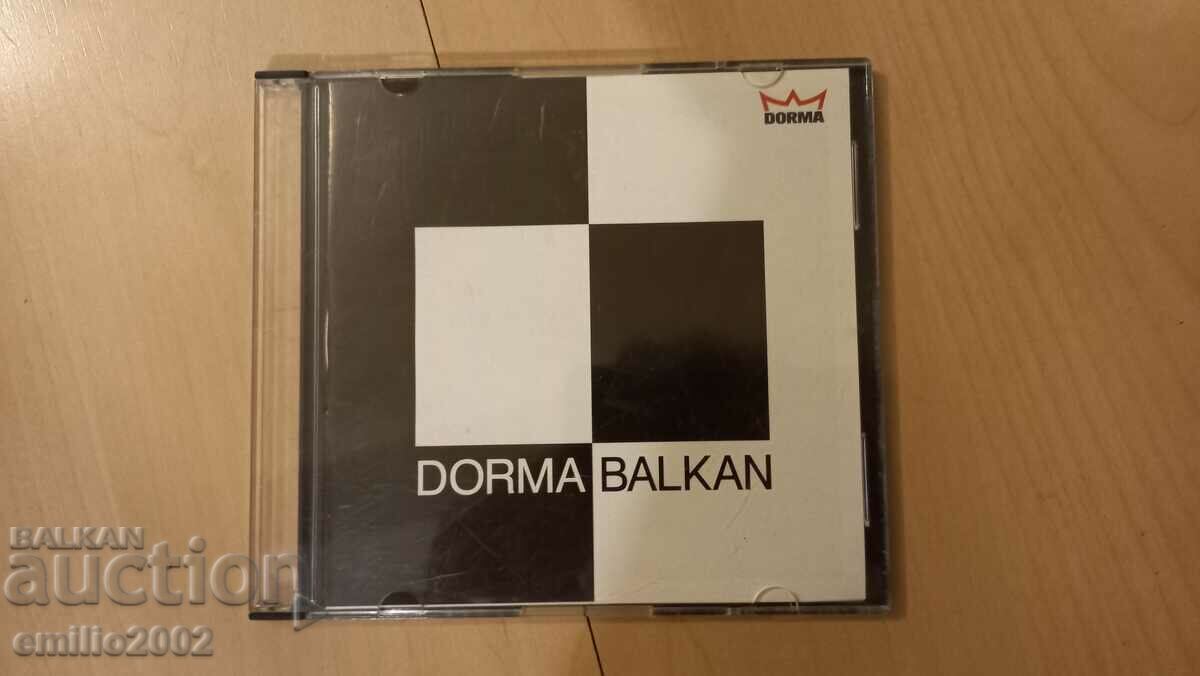 DORMA
DORMA BALKAN
BALKAN
auction
emilio2002